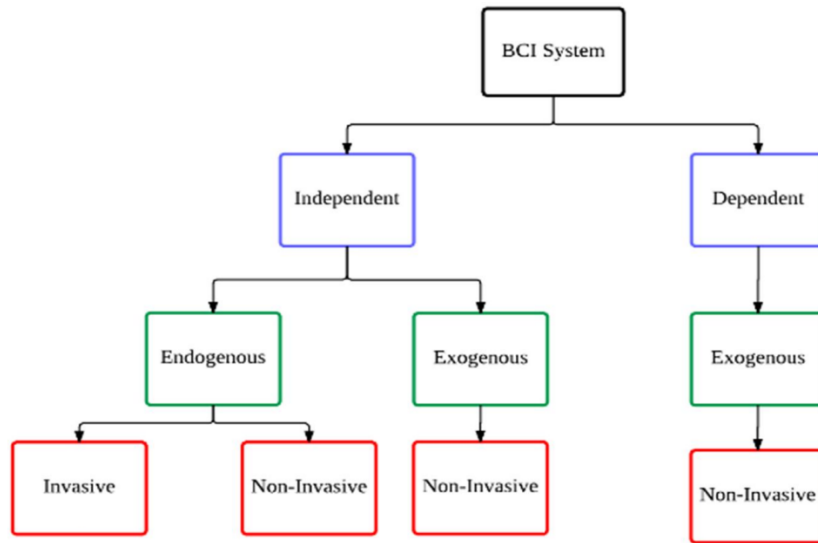 BCI System
Independent
Dependent
Endogenous
Exogenous
Exogenous
Invasive
Non-Invasive
Non-Invasive
Non-Invasive